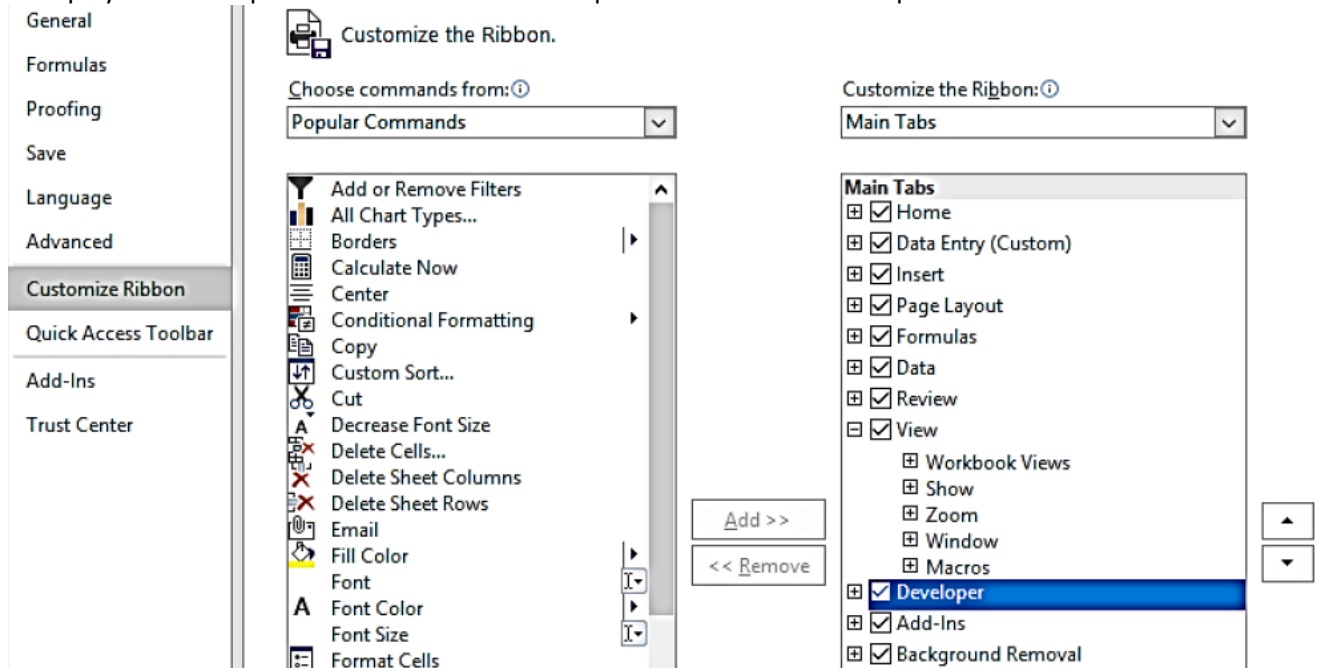 General
Formulas
Proofing
Save
Language
Advanced
Customize Ribbon
Quick Access Toolbar
Add-Ins
Trust Center
Customize the Ribbon.
Choose commands from:
Popular Commands
Add or Remove Filters
All Chart Types...
Borders
Calculate Now
Center
Conditional Formatting
Copy
Custom Sort...
Cut
Decrease Font Size
Delete Cells...
Delete Sheet Columns
Delete Sheet Rows
Email
Fill Color
Font
Font Color
Font Size
Format Cells
Add >>
<< Remove
Customize the Ribbon:
Main Tabs
Main Tabs
Home
Data Entry (Custom)
Insert
Page Layout
Formulas
Data
Review
View
Workbook Views
Show
Zoom
Window
Macros
Developer
Add-Ins
Background Removal